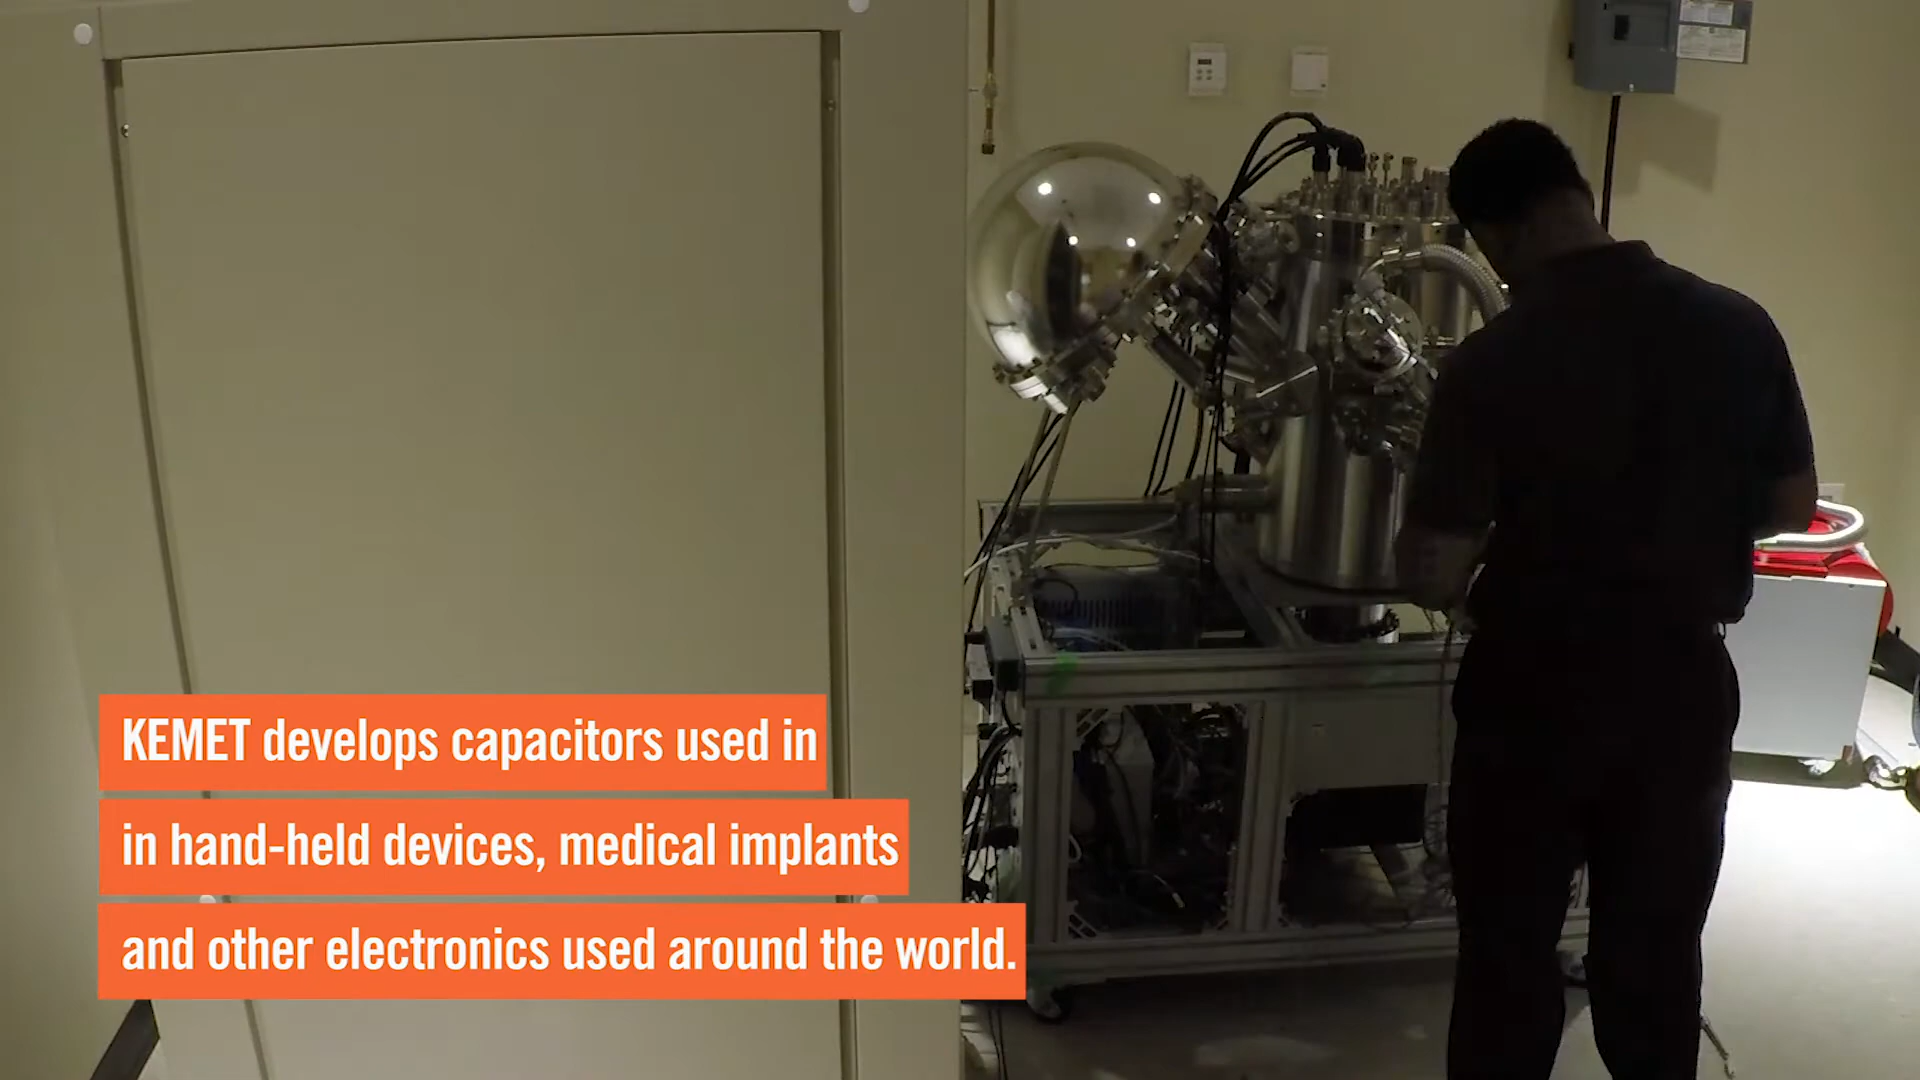 KEMET develops capacitors used in
in hand-held devices, medical implants
and other electronics used around the world.